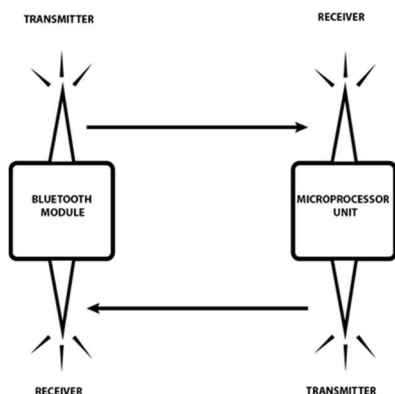 TRANSMITTER
RECEIVER
BLUETOOTH
MODULE
MICROPROCESSOR
UNIT
RECEIVER
TRANSMITTER